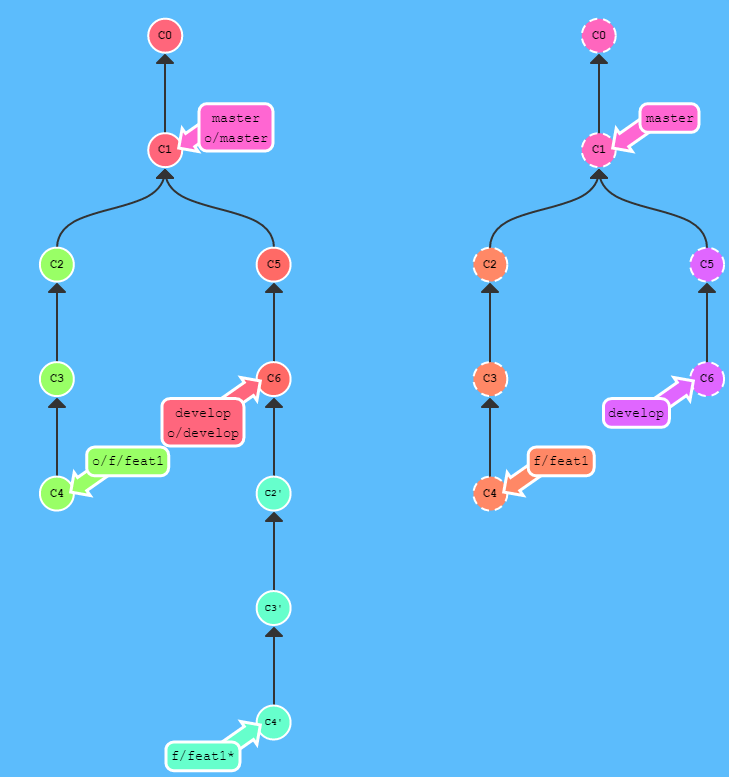 C0
master
o/master
C1
C2
C5
C3
C6
develop
o/develop
o/f/feat1
C4
C2'
C3'
C4'
f/feat1*
C0
master
C1
C2
C5
C3
C6
develop
f/feat1
C4